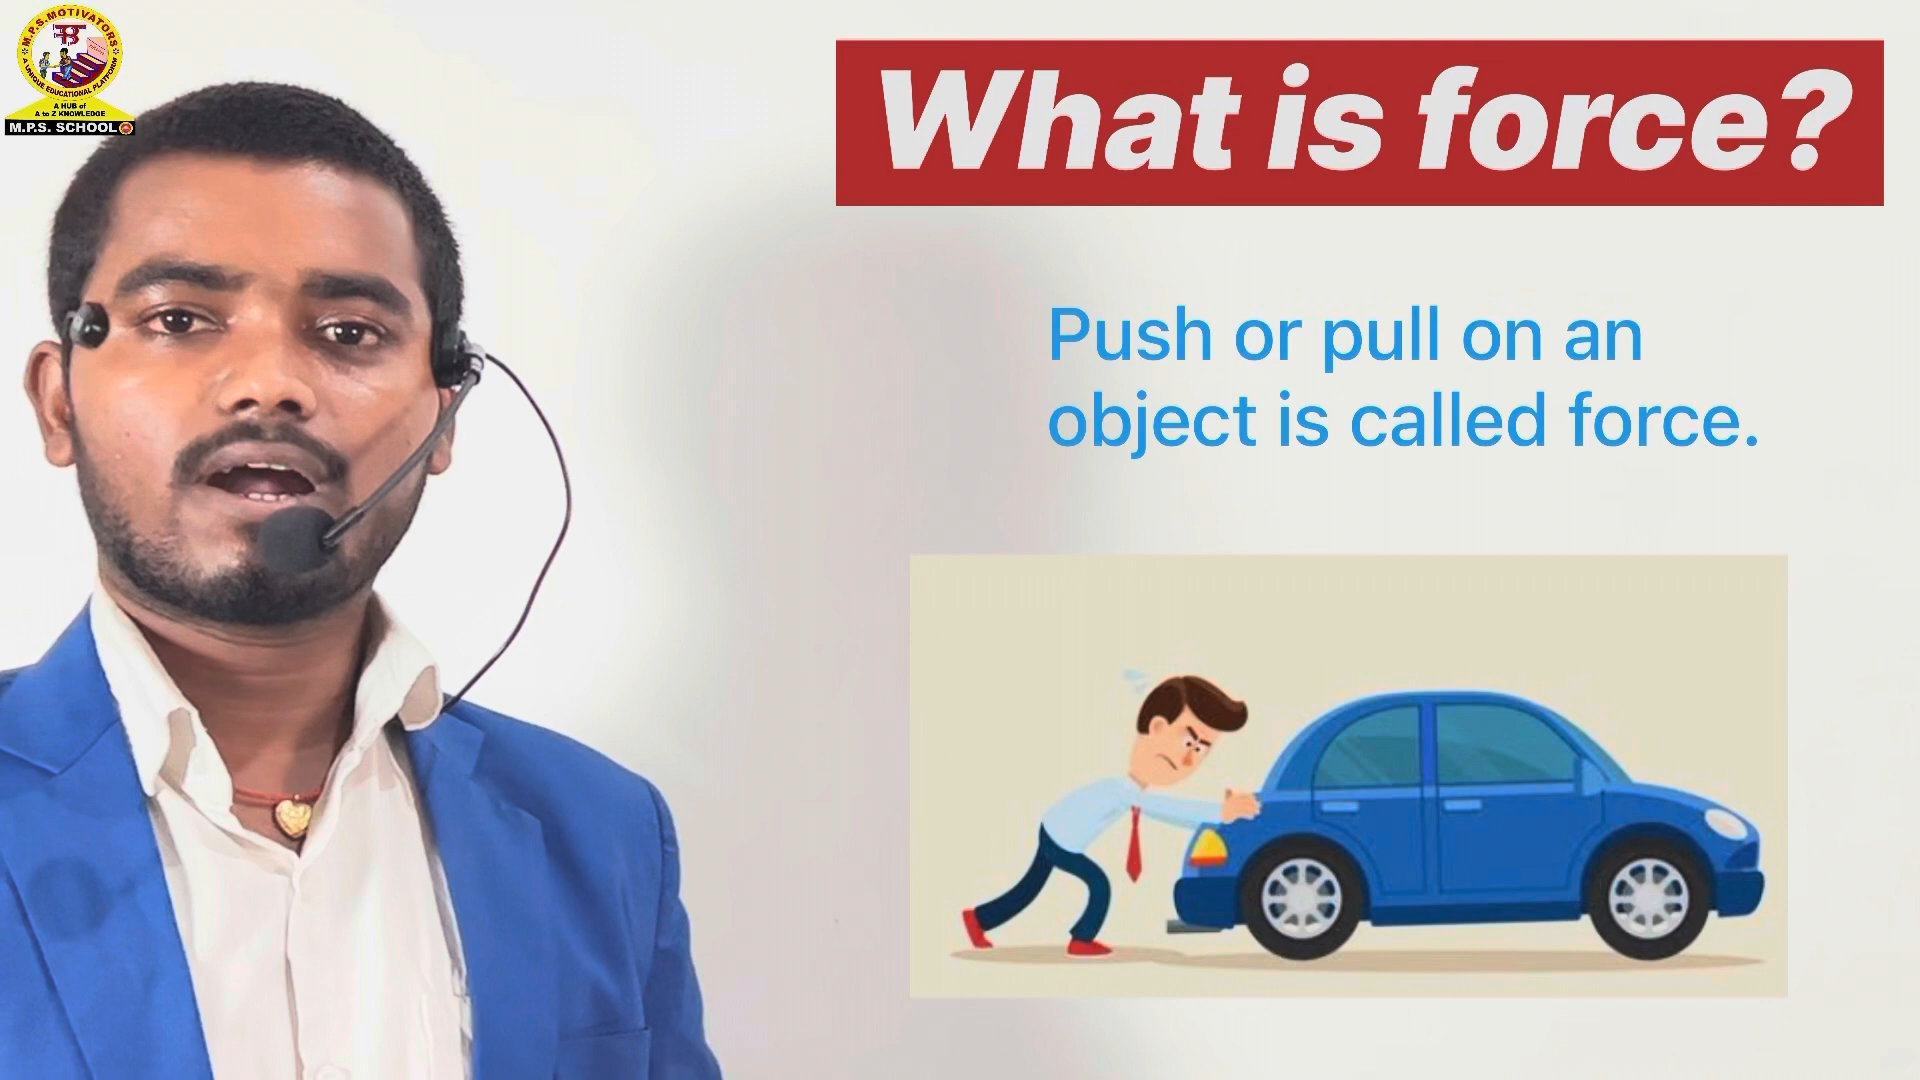 M.P.S.MOTIVATORS
A UNIQUE EDUCATIONAL PLATFORM
A HUB of
A to Z KNOWLEDGE
M.P.S. SCHOOL
What is force?
Push or pull on an
object is called force.